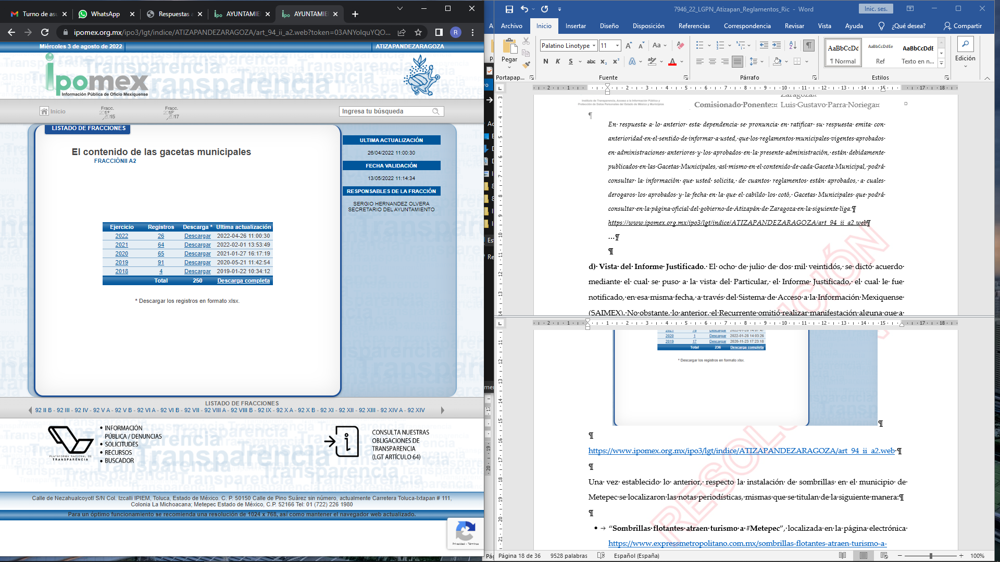 Turno de asu
WhatsApp
Respuestas a
AYUNTAMIE
AYUNTAMIE
ipomex.org.mx/ipo3/lgt/indice/ATIZAPANDEZARAGOZA/art_94_ii_a2.web?token=03ANYolquYQO...
R
Miércoles 3 de agosto de 2022
ATIZAPANDEZARAGOZA
ipomex
Información Pública de Oficio Mexiquense
Inicio
Fracc.
2015
Fracc.
2017
Ingresa tu búsqueda
LISTADO DE FRACCIONES
El contenido de las gacetas municipales
FRACCIÓNII A2
ULTIMA ACTUALIZACIÓN
26/04/2022 11:00:30
FECHA VALIDACIÓN
13/05/2022 11:14:34
RESPONSABLES DE LA FRACCIÓN
SERGIO HERNANDEZ OLVERA
SECRETARIO DEL AYUNTAMIENTO
Ejercicio Registros Descarga * Ultima actualización
2022 26 Descargar 2022-04-26 11:00:30
2021 64 Descargar 2022-02-01 13:53:49
2020 65 Descargar 2021-01-27 16:17:19
2019 91 Descargar 2020-05-21 11:42:54
2018 4 Descargar 2019-01-22 10:34:12
Total 250 Descarga completa
* Descargar los registros en formato xlsx.
LISTADO DE FRACCIONES
92 II B - 92 III - 92 IV - 92 V A - 92 V B - 92 VI A - 92 VI B - 92 VII - 92 VIII A - 92 VIII B - 92 IX - 92 X A - 92 X B - 92 XI - 92 XII - 92 XIII - 92 XIV A - 92 XIV
PLATAFORMA NACIONAL DE
TRANSPARENCIA
• INFORMACIÓN
PÚBLICA / DENUNCIAS
• SOLICITUDES
• RECURSOS
• BUSCADOR
CONSULTA NUESTRAS
OBLIGACIONES DE
TRANSPARENCIA
(LGT ARTÍCULO 64)
Calle de Nezahualcoyotl S/N Col. Izcalli IPIEM, Toluca, Estado de México. C. P. 50150 Calle de Pino Suárez sin número, actualmente Carretera Toluca-Ixtapan # 111,
Colonia La Michoacana; Metepec Estado de México, C.P. 52166 Tel: 01 (722) 226 1980
Para un óptimo funcionamiento se recomienda una resolución de 1024 x 768, así como mantener el navegador web actualizado.
Privacidad - Términos
7946_22_LGPN_Atizapan_Reglamentos_Ric - Word
Inic. ses.
Archivo Inicio Insertar Diseño Disposición Referencias Correspondencia Revisar Vista Ayuda ¿Qué desea? Compartir
Pegar
Palatino Linotype 11
N K S abc x₂ x²
AaBbCcDc AaBbCcDdEe AaBbCcDdE
¶ Normal Ref Texto en n...
Edición
Portapap... Fuente Párrafo Estilos
Instituto de Transparencia, Acceso a la Información Pública y
Protección de Datos Personales del Estado de México y Municipios
Zaragoza¤
Comisionado·Ponente:¤ Luis·Gustavo·Parra·Noriega¤
¶
En respuesta a lo anterior esta dependencia se pronuncia en ratificar su respuesta emita con
anterioridad en el sentido de informar a usted, que los reglamentos municipales vigentes aprobados
en administraciones anteriores y los aprobados en la presente administración, están debidamente
publicados en las Gacetas Municipales, así mismo en el contenido de cada Gaceta Municipal, podrá
consultar la información que usted solicita, de cuantos reglamentos están aprobados, a cuales
derogaros los aprobados y la fecha en la que el cabildo los cotó, Gacetas Municipales que podrá
consultar en la página oficial del gobierno de Atizapán de Zaragoza en la siguiente liga:¶
https://www.ipomex.org.mx/ipo3/lgt/indice/ATIZAPANDEZARAGOZA/art_94_ii_a2.web¶
...¶
¶
d) Vista del Informe Justificado. El ocho de julio de dos mil veintidós, se dictó acuerdo
mediante el cual se puso a la vista del Particular, el Informe Justificado, el cual le fue
notificado, en esa misma fecha, a través del Sistema de Acceso a la Información Mexiquense
(SAIMEX). No obstante, lo anterior, el Recurrente omitió realizar manifestación alguna que a
2020 1 Descargar 2022-01-28 14:03:26
2019 17 Descargar 2020-11-23 17:23:18
Total 236 Descarga completa
* Descargar los registros en formato xlsx.
¶
¶
https://www.ipomex.org.mx/ipo3/lgt/indice/ATIZAPANDEZARAGOZA/art_94_ii_a2.web ¶
¶
Una vez establecido lo anterior, respecto la instalación de sombrillas en el municipio de
Metepec se localizaron las notas periodísticas, mismas que se titulan de la siguiente manera:¶
¶
• → “Sombrillas flotantes atraen turismo a #Metepec”, localizada en la página electrónica
https://www.expressmetropolitano.com.mx/sombrillas-flotantes-atraen-turismo-a-
Página 18 de 36 9528 palabras Español (España) 100%